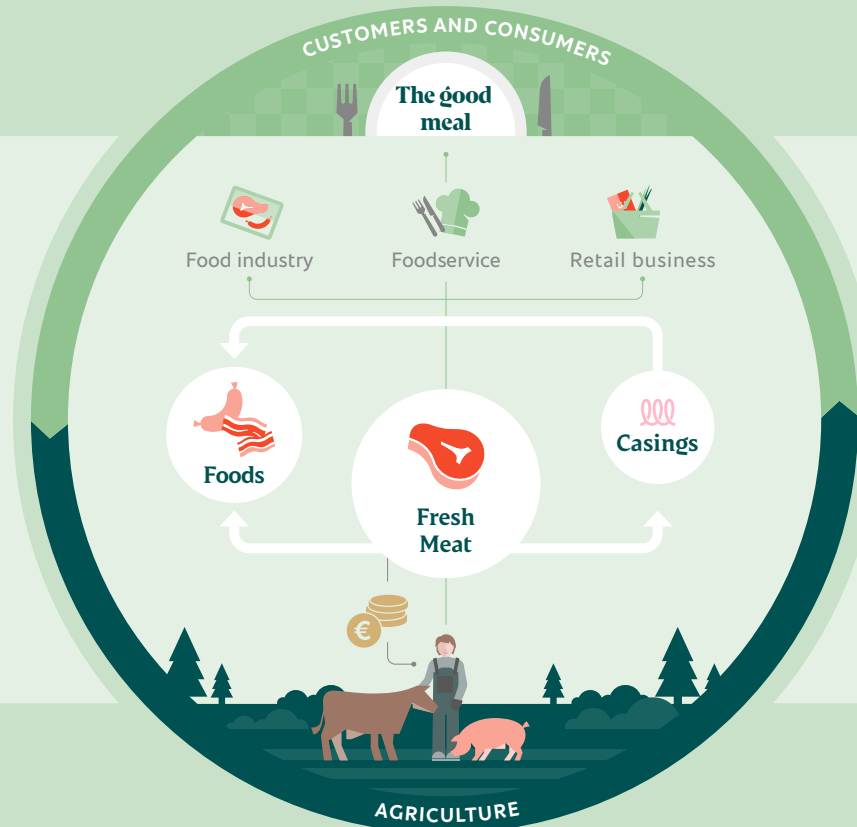 CUSTOMERS AND CONSUMERS
The good
meal
Food industry
Foodservice
Retail business
Foods
Casings
Fresh
Meat
€
AGRICULTURE